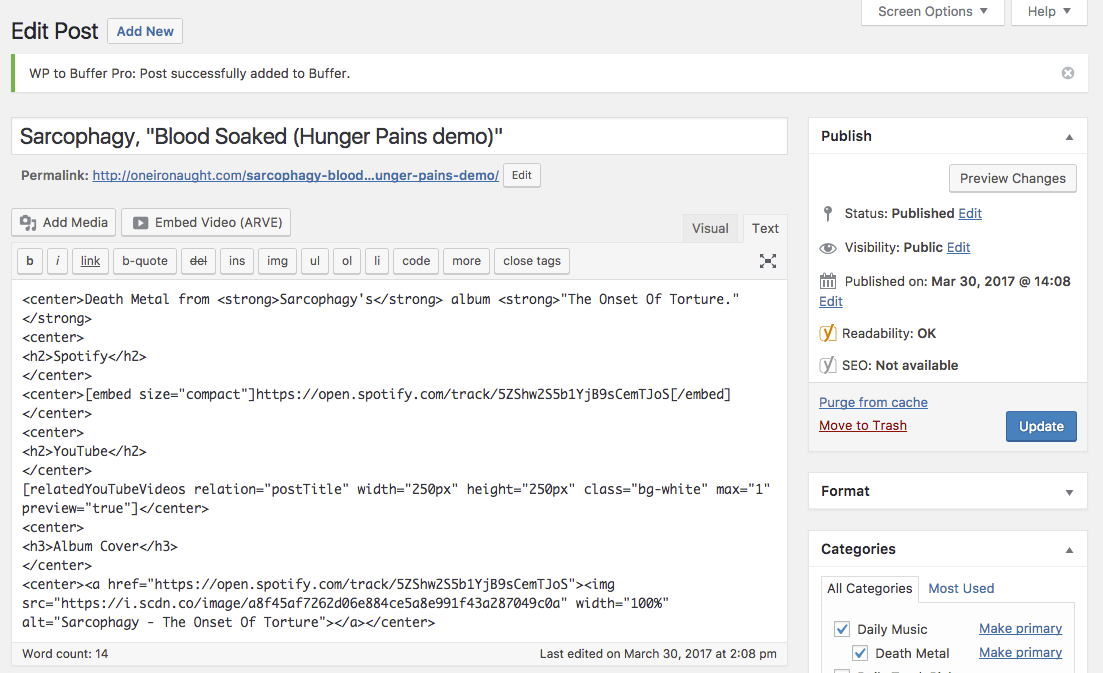 Screen Options
Help
Edit Post
Add New
WP to Buffer Pro: Post successfully added to Buffer.
Sarcophagy, "Blood Soaked (Hunger Pains demo)"
Permalink: http://oneironaught.com/sarcophagy-blood…unger-pains-demo/ Edit
Add Media
Embed Video (ARVE)
Visual
Text
b i link b-quote del ins img ul ol li code more close tags
<center>Death Metal from <strong>Sarcophagy's</strong> album <strong>"The Onset Of Torture."
</strong>
<center>
<h2>Spotify</h2>
</center>
<center>[embed size="compact"]https://open.spotify.com/track/5ZShw2S5b1YjB9sCemTJoS[/embed]
</center>
<center>
<h2>YouTube</h2>
</center>
[relatedYouTubeVideos relation="postTitle" width="250px" height="250px" class="bg-white" max="1"
preview="true"]</center>
<center>
<h3>Album Cover</h3>
</center>
<center><a href="https://open.spotify.com/track/5ZShw2S5b1YjB9sCemTJoS"><img
src="https://i.scdn.co/image/a8f45af7262d06e884ce5a8e991f43a287049c0a" width="100%"
alt="Sarcophagy - The Onset Of Torture"></a></center>
Word count: 14
Last edited on March 30, 2017 at 2:08 pm
Publish
Preview Changes
Status: Published Edit
Visibility: Public Edit
Published on: Mar 30, 2017 @ 14:08
Edit
Readability: OK
SEO: Not available
Purge from cache
Move to Trash
Update
Format
Categories
All Categories
Most Used
Daily Music Make primary
Death Metal Make primary